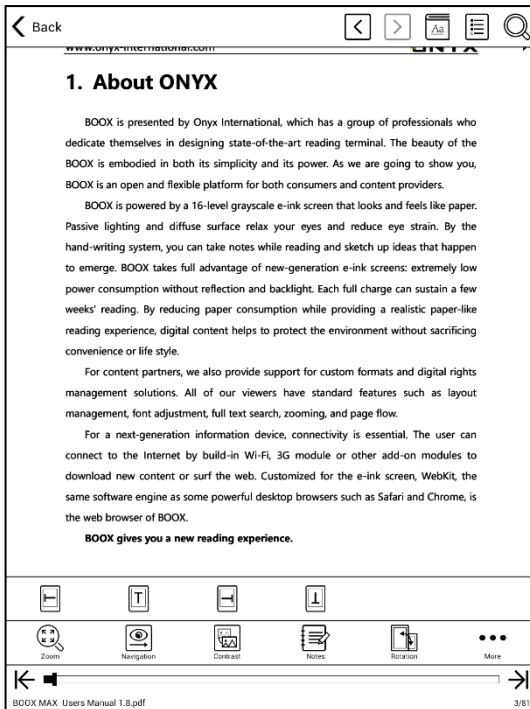 Back
Aa
www.onyx-international.com
ONYX
1. About ONYX
BOOX is presented by Onyx International, which has a group of professionals who
dedicate themselves in designing state-of-the-art reading terminal. The beauty of the
BOOX is embodied in both its simplicity and its power. As we are going to show you,
BOOX is an open and flexible platform for both consumers and content providers.
BOOX is powered by a 16-level grayscale e-ink screen that looks and feels like paper.
Passive lighting and diffuse surface relax your eyes and reduce eye strain. By the
hand-writing system, you can take notes while reading and sketch up ideas that happen
to emerge. BOOX takes full advantage of new-generation e-ink screens: extremely low
power consumption without reflection and backlight. Each full charge can sustain a few
weeks' reading. By reducing paper consumption while providing a realistic paper-like
reading experience, digital content helps to protect the environment without sacrificing
convenience or life style.
For content partners, we also provide support for custom formats and digital rights
management solutions. All of our viewers have standard features such as layout
management, font adjustment, full text search, zooming, and page flow.
For a next-generation information device, connectivity is essential. The user can
connect to the Internet by build-in Wi-Fi, 3G module or other add-on modules to
download new content or surf the web. Customized for the e-ink screen, WebKit, the
same software engine as some powerful desktop browsers such as Safari and Chrome, is
the web browser of BOOX.
BOOX gives you a new reading experience.
T T T T
Zoom Navigation Contrast Notes Rotation More
BOOX MAX Users Manual 1.8.pdf 3/81